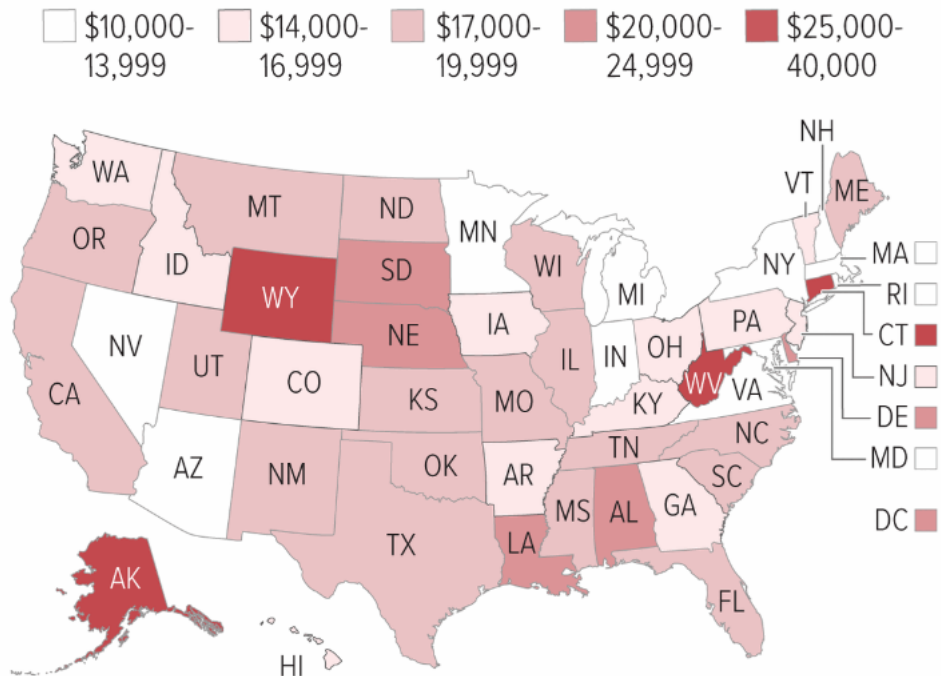 $10,000-
13,999
$14,000-
16,999
$17,000-
19,999
$20,000-
24,999
$25,000-
40,000
NH
VT
ME
WA
MT
ND
MN
OR
ID
SD
WI
NY
MA
WY
MI
RI
NV
NE
IA
PA
CT
UT
CO
IL
IN
OH
NJ
CA
KS
MO
KY
WV
VA
DE
AZ
NM
OK
AR
TN
NC
MD
SC
MS
AL
GA
DC
TX
LA
AK
FL
HI